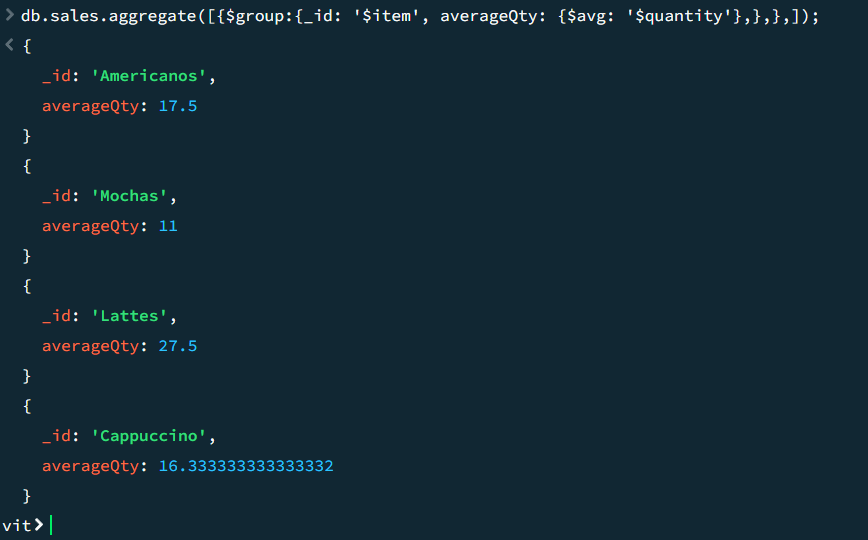 > db.sales.aggregate([{$group:{_id: '$item', averageQty: {$avg: '$quantity'},},},]);
< {
_id: 'Americanos',
averageQty: 17.5
}
{
_id: 'Mochas',
averageQty: 11
}
{
_id: 'Lattes',
averageQty: 27.5
}
{
_id: 'Cappuccino',
averageQty: 16.333333333333332
}
vit>